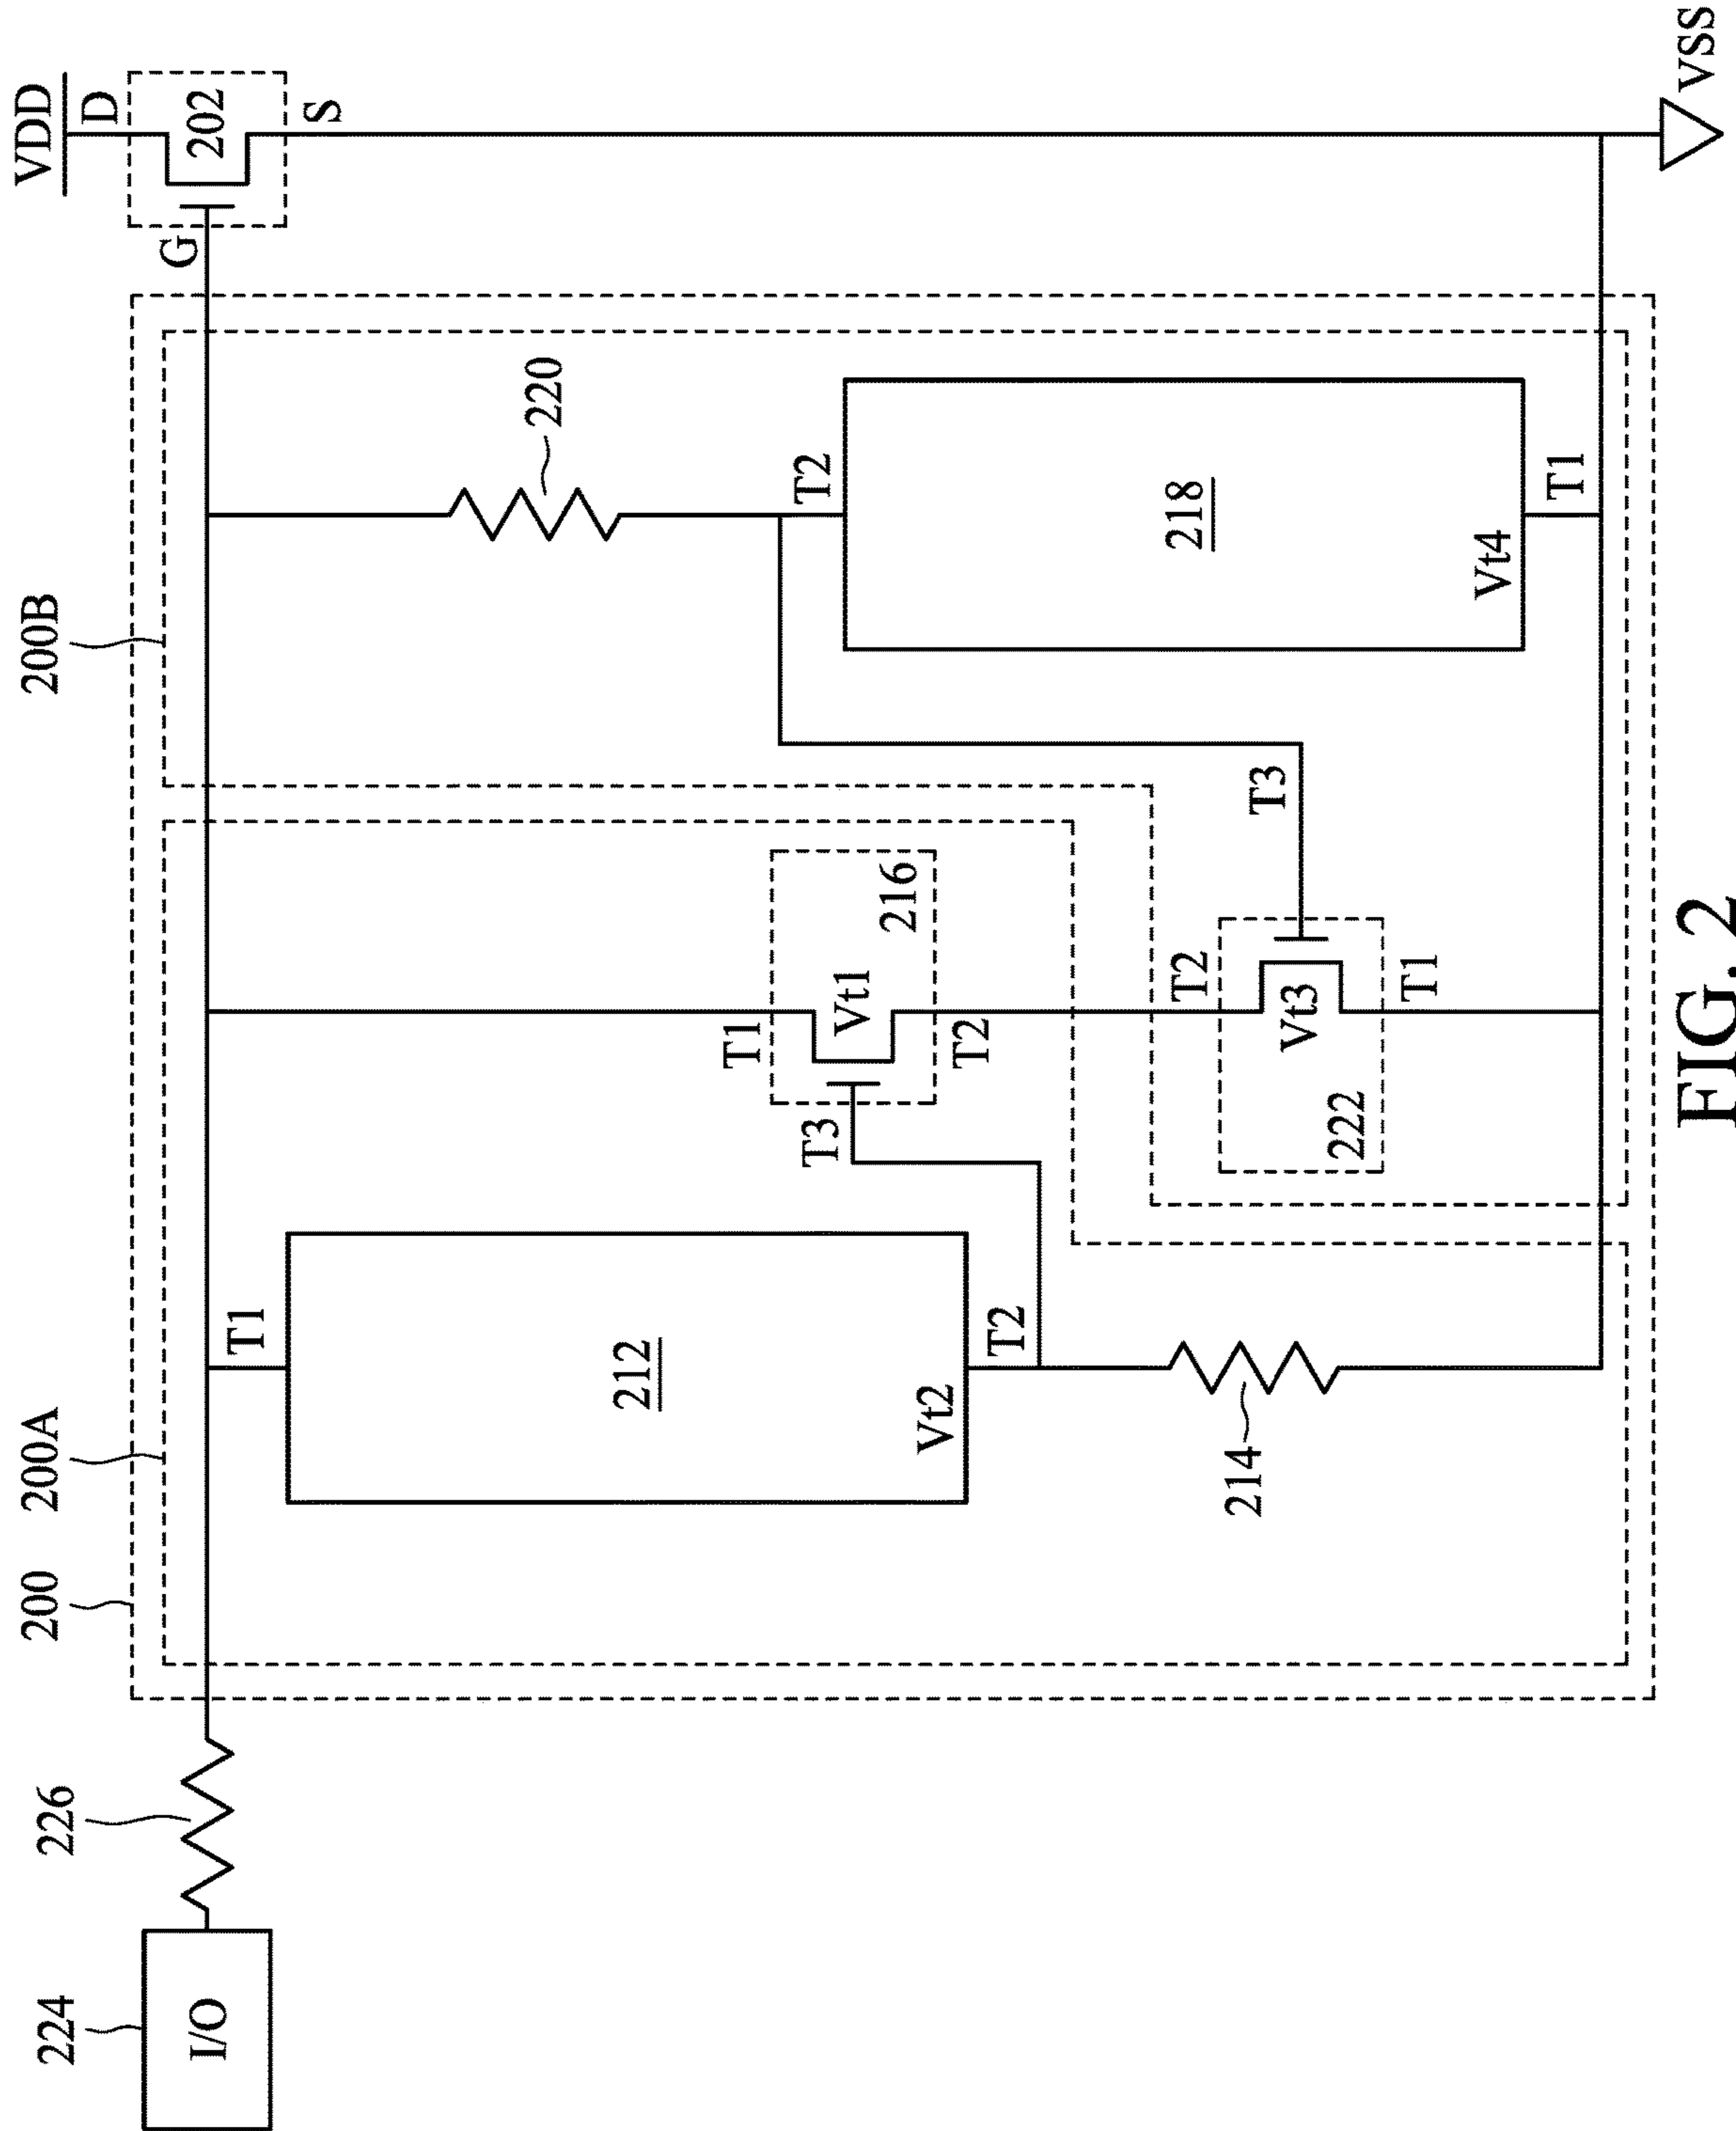 224
226
200
200A
200B
VDD
I/O
D
G
202
S
T1
212
Vt2
T2
214
T3
T1
Vt1
216
T2
T2
Vt3
222
T1
T3
220
T2
218
Vt4
T1
VSS
FIG. 2